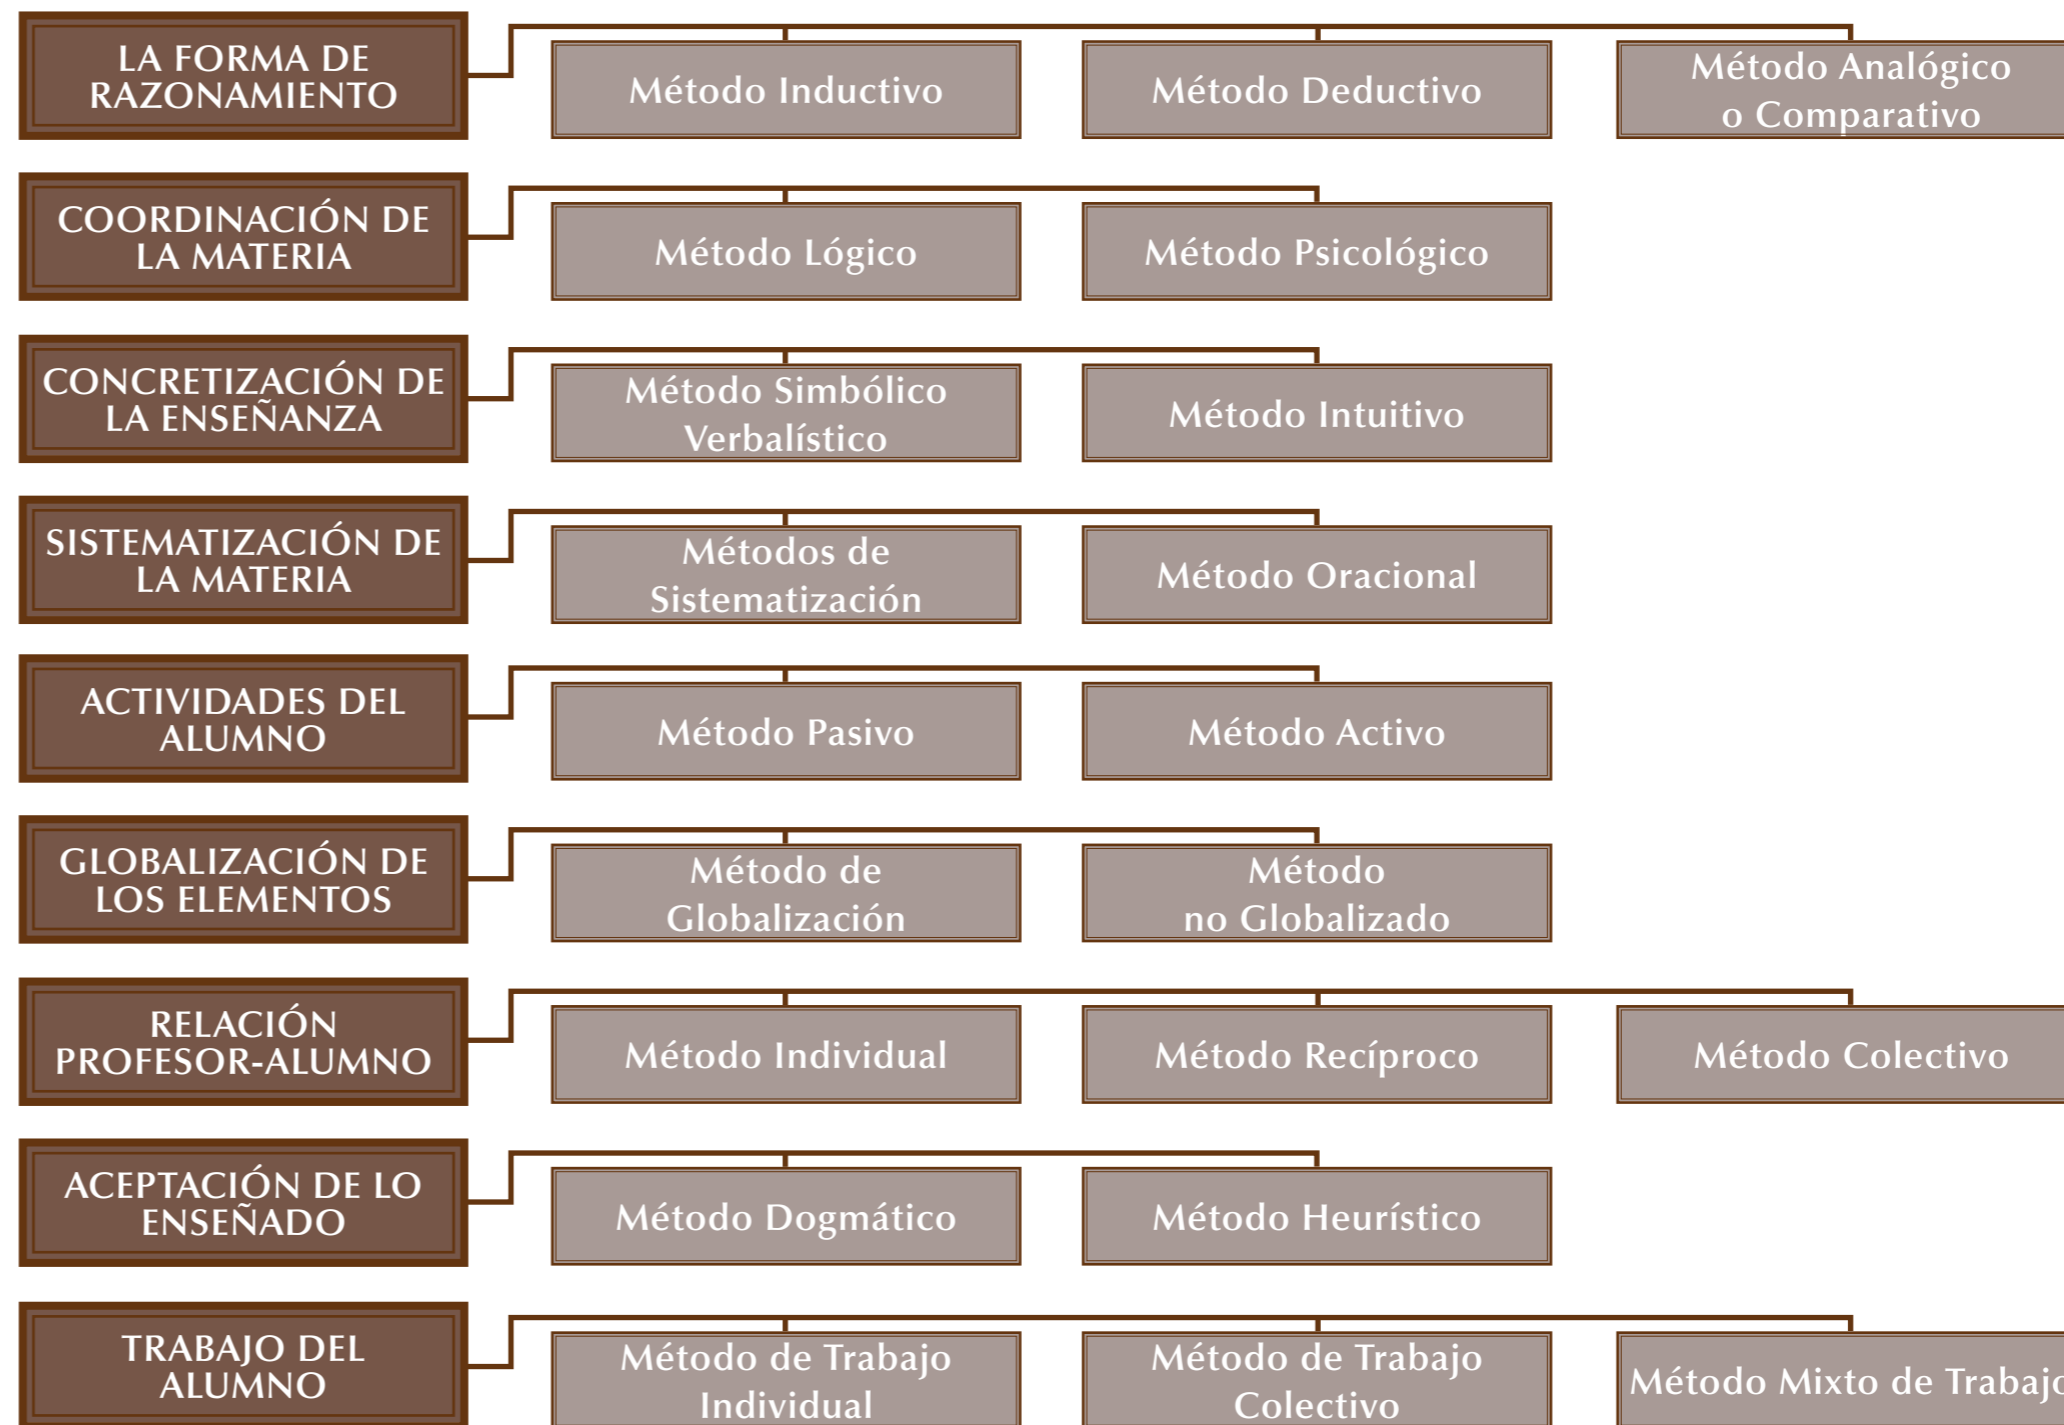 LA FORMA DE
RAZONAMIENTO
Método Inductivo
Método Deductivo
Método Analógico
o Comparativo
COORDINACIÓN DE
LA MATERIA
Método Lógico
Método Psicológico
CONCRETIZACIÓN DE
LA ENSEÑANZA
Método Simbólico
Verbalístico
Método Intuitivo
SISTEMATIZACIÓN DE
LA MATERIA
Métodos de
Sistematización
Método Oracional
ACTIVIDADES DEL
ALUMNO
Método Pasivo
Método Activo
GLOBALIZACIÓN DE
LOS ELEMENTOS
Método de
Globalización
Método
no Globalizado
RELACIÓN
PROFESOR-ALUMNO
Método Individual
Método Recíproco
Método Colectivo
ACEPTACIÓN DE LO
ENSEÑADO
Método Dogmático
Método Heurístico
TRABAJO DEL
ALUMNO
Método de Trabajo
Individual
Método de Trabajo
Colectivo
Método Mixto de Trabajo